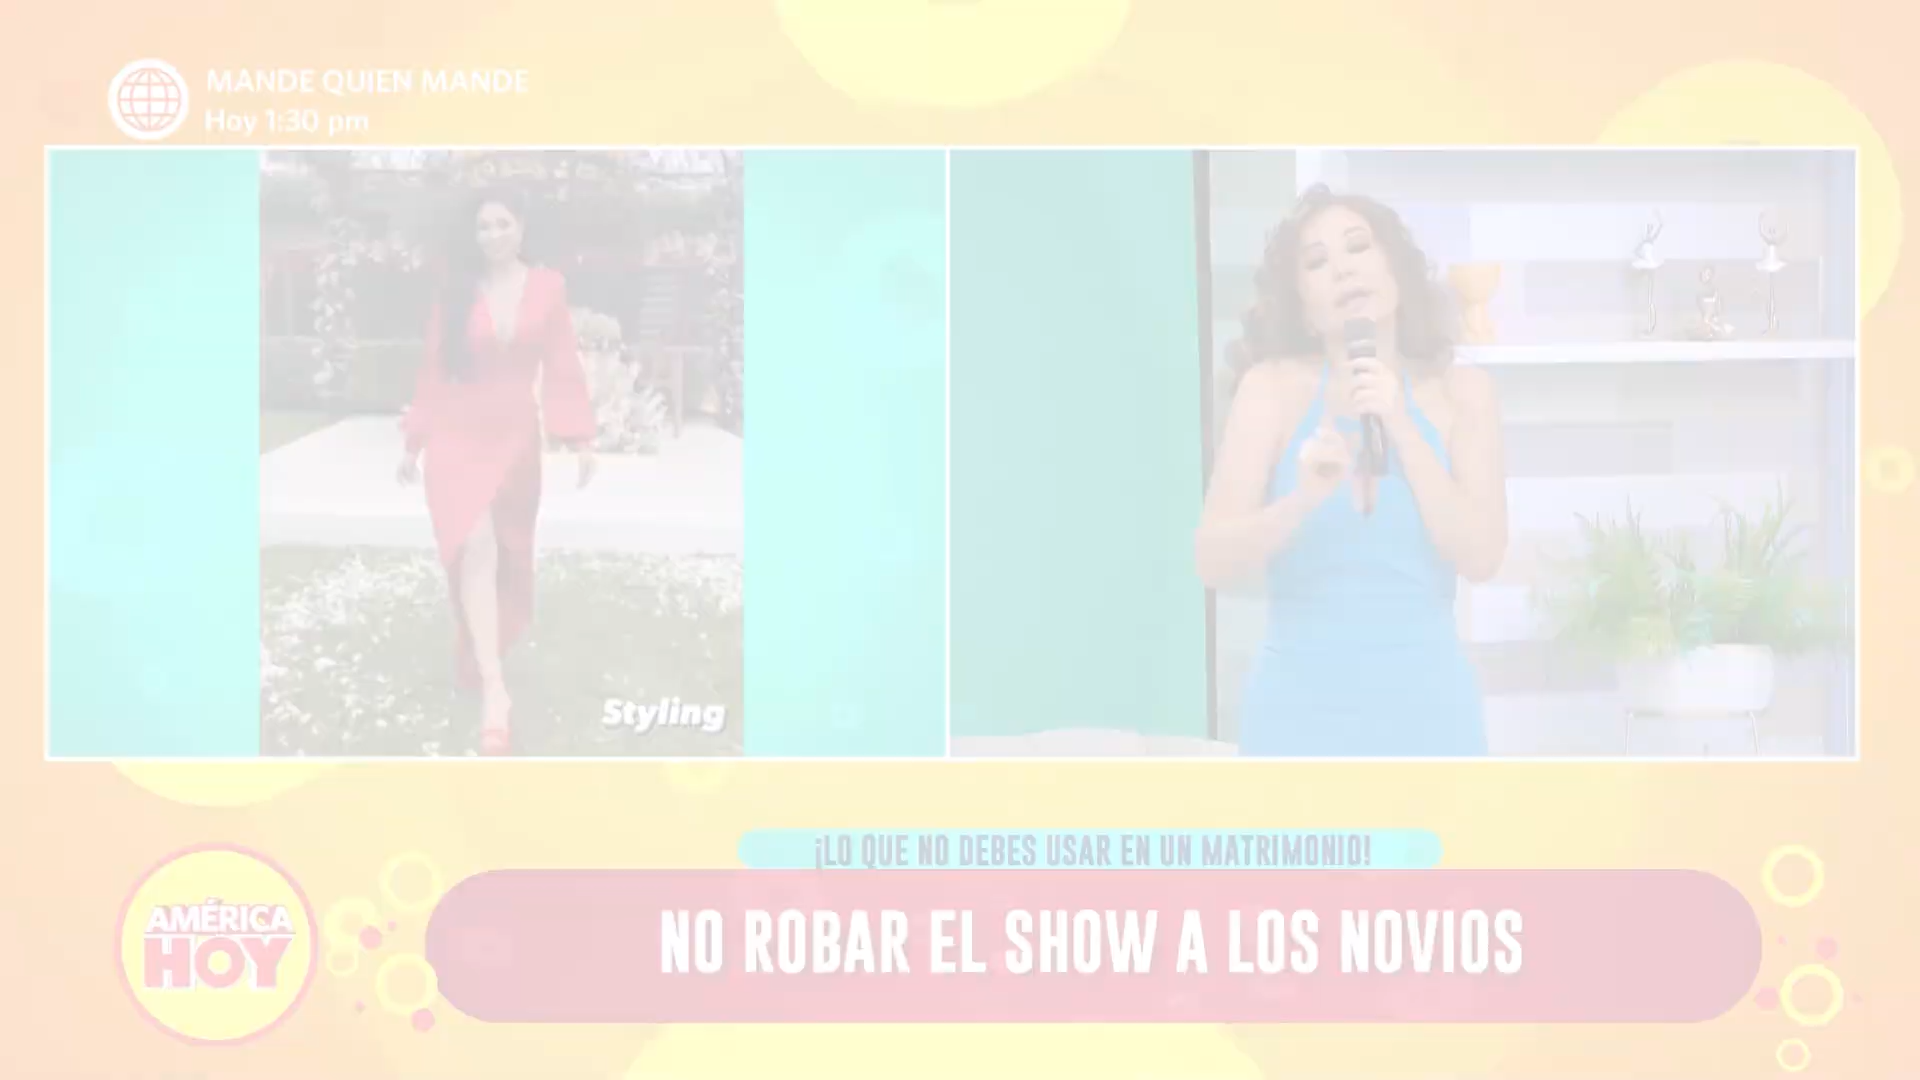 MANDE QUIEN MANDE
Hoy 1:30 pm
Styling
¡LO QUE NO DEBES USAR EN UN MATRIMONIO!
NO ROBAR EL SHOW A LOS NOVIOS
AMÉRICA
HOY